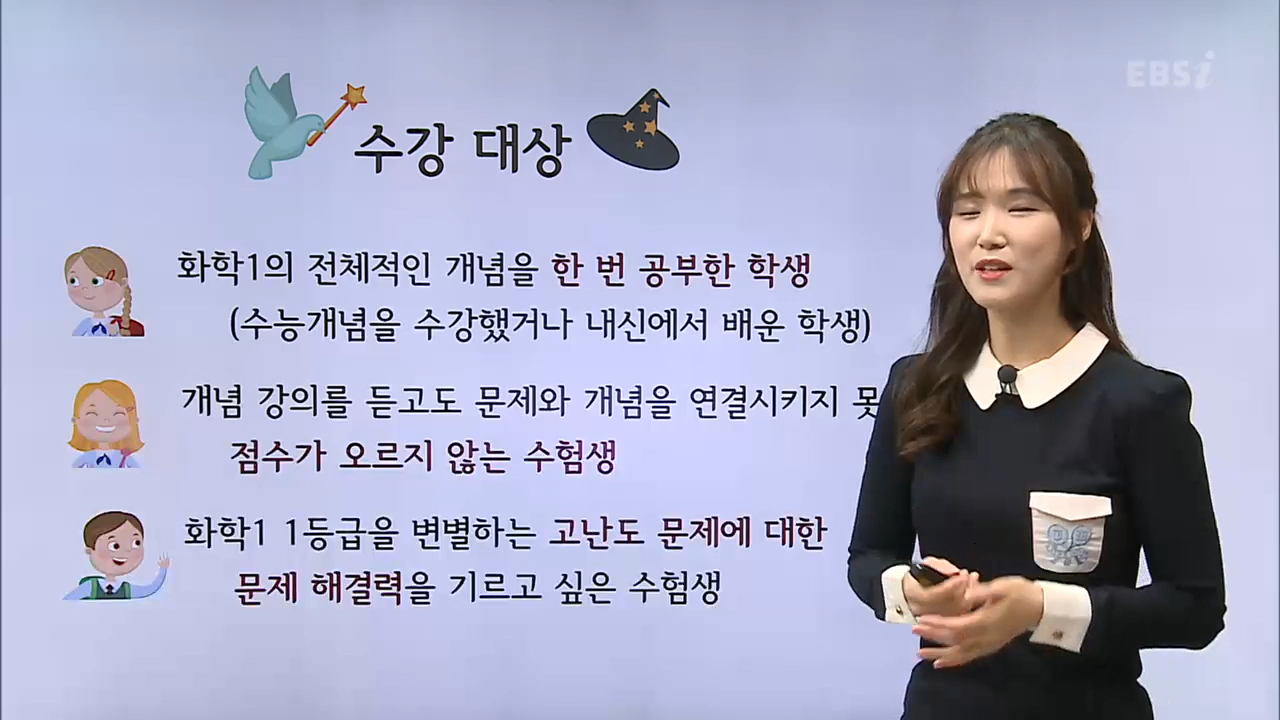 EBSi
수강 대상
화학1의 전체적인 개념을 한 번 공부한 학생
(수능개념을 수강했거나 내신에서 배운 학생)
개념 강의를 듣고도 문제와 개념을 연결시키지 못
점수가 오르지 않는 수험생
화학1 1등급을 변별하는 고난도 문제에 대한
문제 해결력을 기르고 싶은 수험생